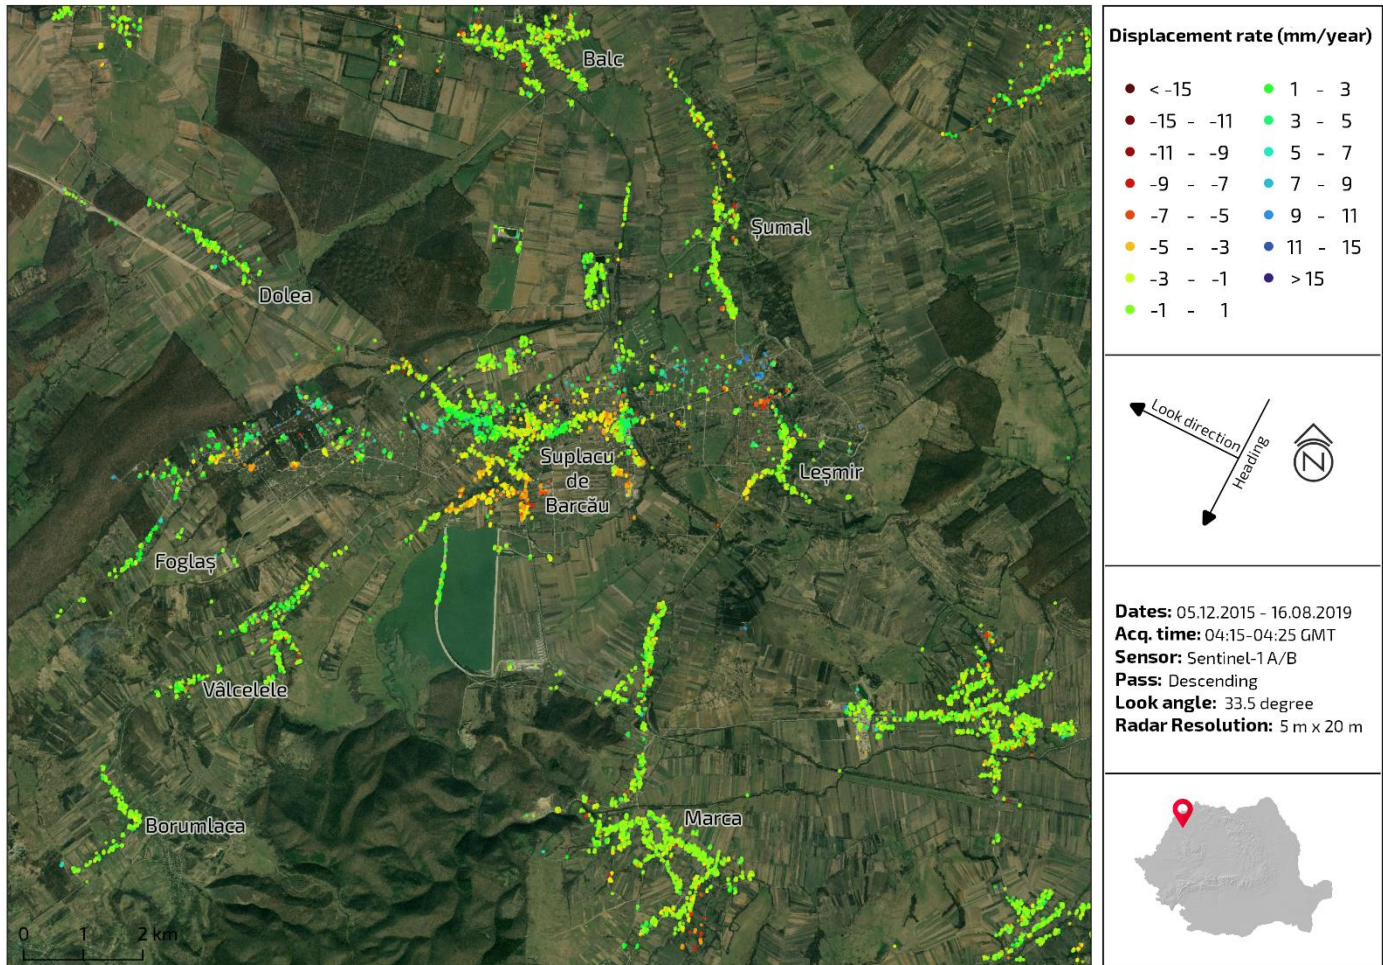 Balc
Șumal
Dolea
Suplacu
de
Barcău
Leșmir
Foglaș
Vâlcelele
Borumlaca
Marca
0 1 2 km
Displacement rate (mm/year)
< -15
-15 - -11
-11 - -9
-9 - -7
-7 - -5
-5 - -3
-3 - -1
-1 - 1
1 - 3
3 - 5
5 - 7
7 - 9
9 - 11
11 - 15
> 15
Look direction
Heading
N
Dates: 05.12.2015 - 16.08.2019
Acq. time: 04:15-04:25 GMT
Sensor: Sentinel-1 A/B
Pass: Descending
Look angle: 33.5 degree
Radar Resolution: 5 m x 20 m